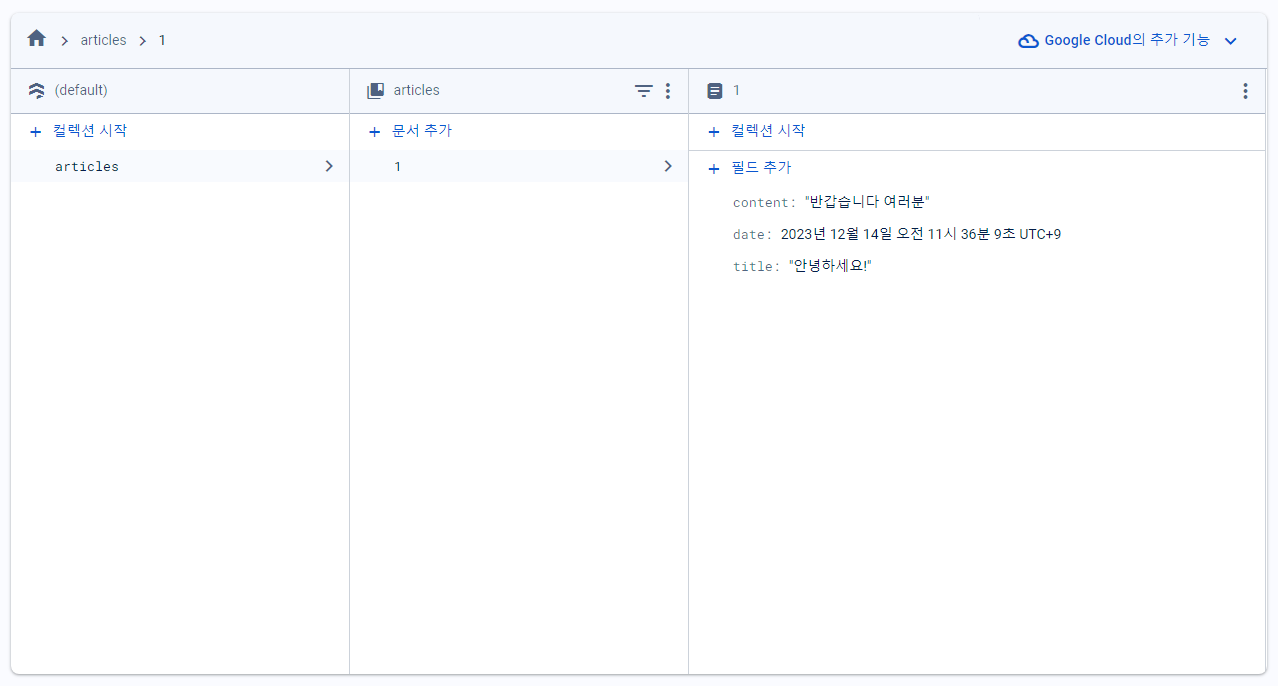 articles 1 Google Cloud의 추가 기능
(default) articles 1
컬렉션 시작 문서 추가 컬렉션 시작
articles 1 필드 추가
content: "반갑습니다 여러분"
date: 2023년 12월 14일 오전 11시 36분 9초 UTC+9
title: "안녕하세요!"